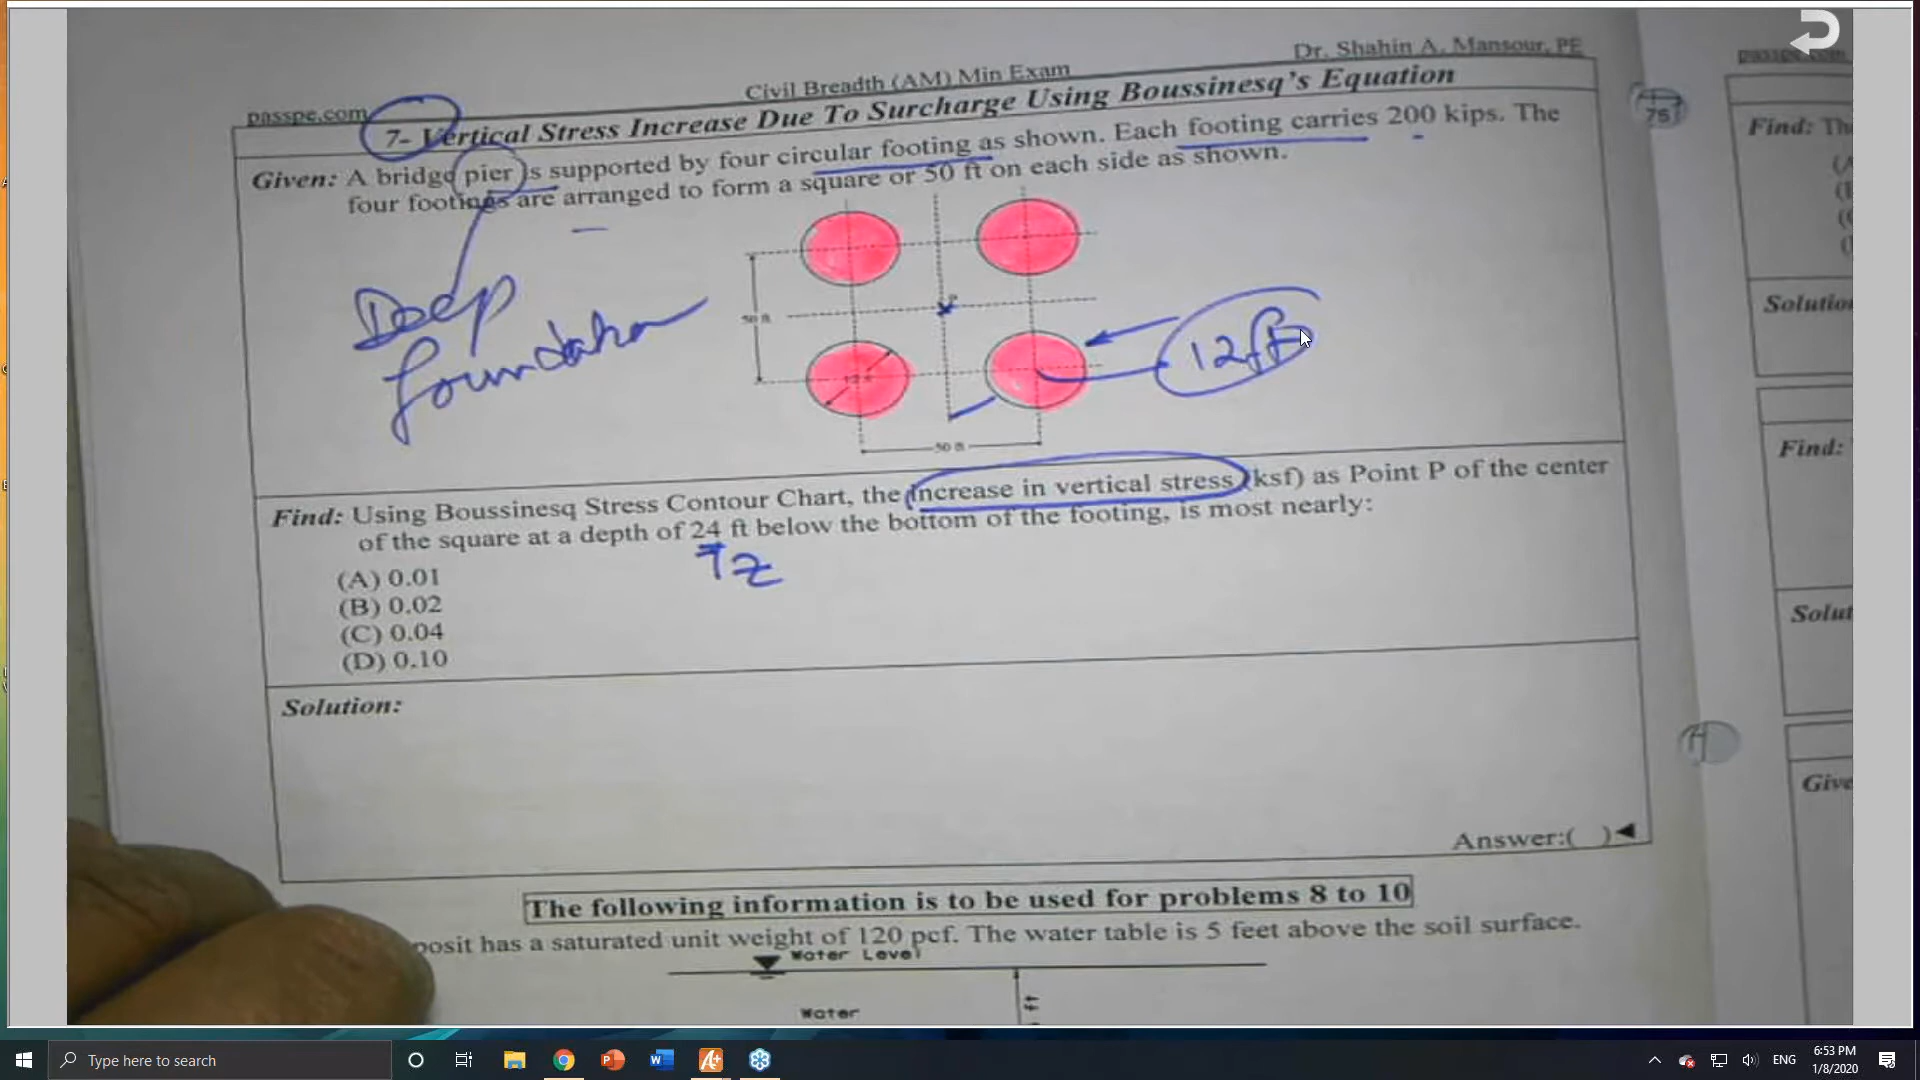 Dr. Shahin A. Mansour, PE
Civil Breadth (AM) Min Exam
passpe.com
7- Vertical Stress Increase Due To Surcharge Using Boussinesq's Equation
Given: A bridge pier is supported by four circular footing as shown. Each footing carries 200 kips. The
four footings are arranged to form a square or 50 ft on each side as shown.
Deep
foundation
50 ft
P
12 ft
12 ft
50 ft
Find: Using Boussinesq Stress Contour Chart, the increase in vertical stress (ksf) as Point P of the center
of the square at a depth of 24 ft below the bottom of the footing, is most nearly:
Z
(A) 0.01
(B) 0.02
(C) 0.04
(D) 0.10
Solution:
Answer:( )◄
The following information is to be used for problems 8 to 10
posit has a saturated unit weight of 120 pcf. The water table is 5 feet above the soil surface.
Water Level
Water
ft
75
passpe.com
Find: Th
(A
Solution
Find:
Solut
Give
Type here to search
ENG
6:53 PM
1/8/2020